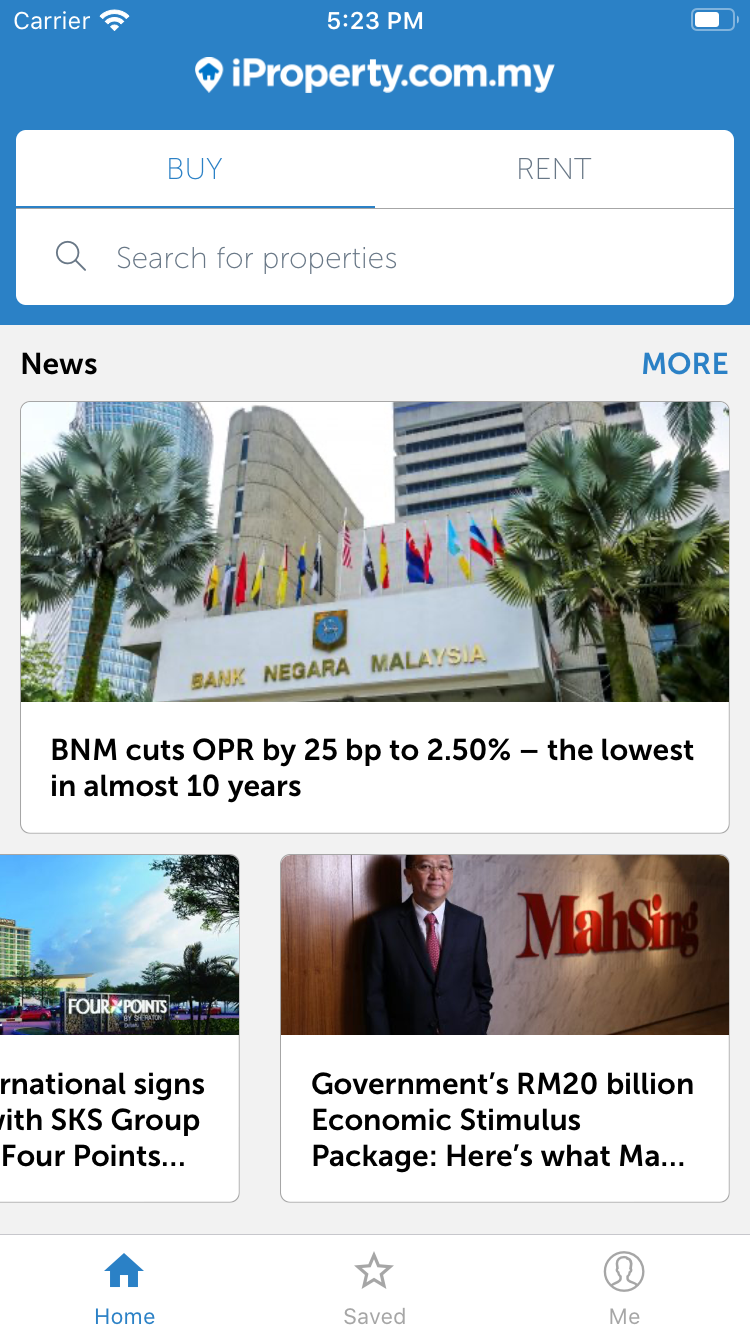 Carrier
5:23 PM
iProperty.com.my
BUY
RENT
Search for properties
News
MORE
BANK NEGARA MALAYSIA
BNM cuts OPR by 25 bp to 2.50% – the lowest
in almost 10 years
FOUR POINTS
BY SHERATON
rnational signs
with SKS Group
Four Points...
MahSing
Government’s RM20 billion
Economic Stimulus
Package: Here’s what Ma...
Home
Saved
Me